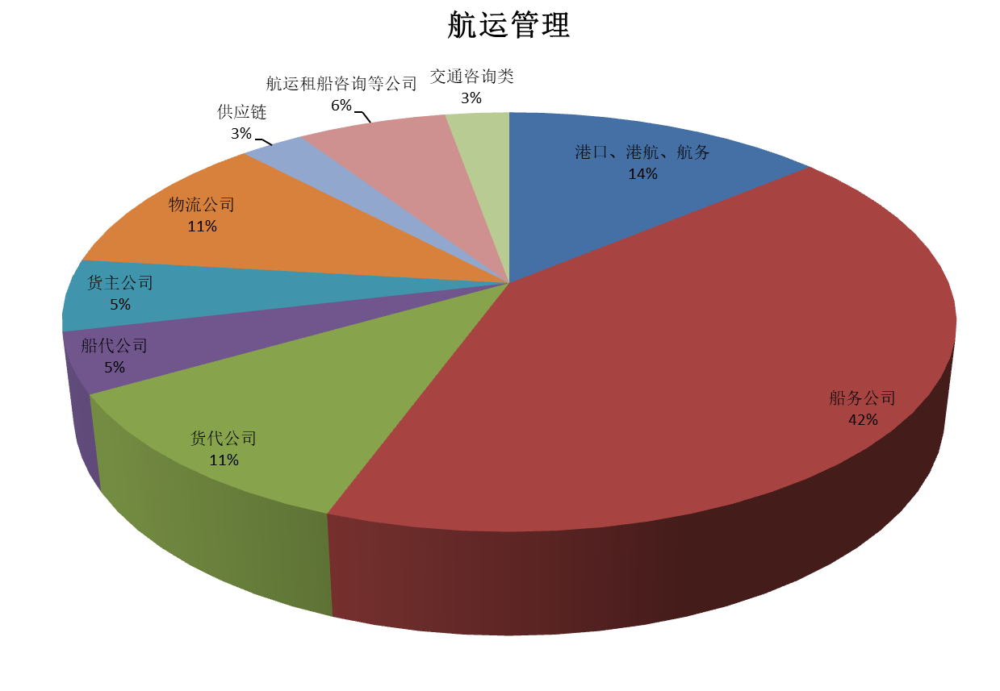 航运管理
交通咨询类
3%
航运租船咨询等公司
6%
供应链
3%
港口、港航、航务
14%
物流公司
11%
货主公司
5%
船代公司
5%
船务公司
42%
货代公司
11%